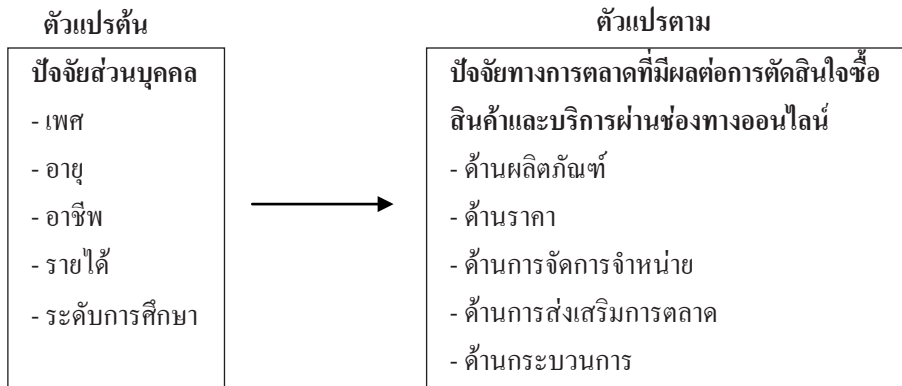 ตัวแปรต้น
ปัจจัยส่วนบุคคล
- เพศ
- อายุ
- อาชีพ
- รายได้
- ระดับการศึกษา
ตัวแปรตาม
ปัจจัยทางการตลาดที่มีผลต่อการตัดสินใจซื้อ
สินค้าและบริการผ่านช่องทางออนไลน์
- ด้านผลิตภัณฑ์
- ด้านราคา
- ด้านการจัดการจำหน่าย
- ด้านการส่งเสริมการตลาด
- ด้านกระบวนการ